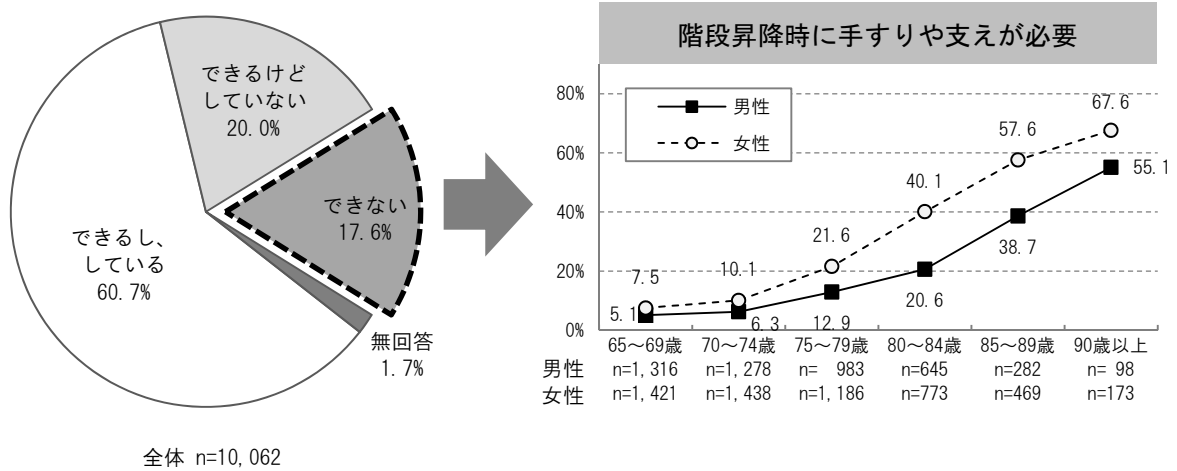 できるけど
していない
20.0%
できない
17.6%
できるし、
している
60.7%
無回答
1.7%
全体 n=10,062
階段昇降時に手すりや支えが必要
80%
60%
40%
20%
0%
男性
女性
7.5
10.1
21.6
40.1
57.6
67.6
5.1
6.3
12.9
20.6
38.7
55.1
65～69歳 70～74歳 75～79歳 80～84歳 85～89歳 90歳以上
男性 n=1,316 n=1,278 n= 983 n=645 n=282 n= 98
女性 n=1,421 n=1,438 n=1,186 n=773 n=469 n=173